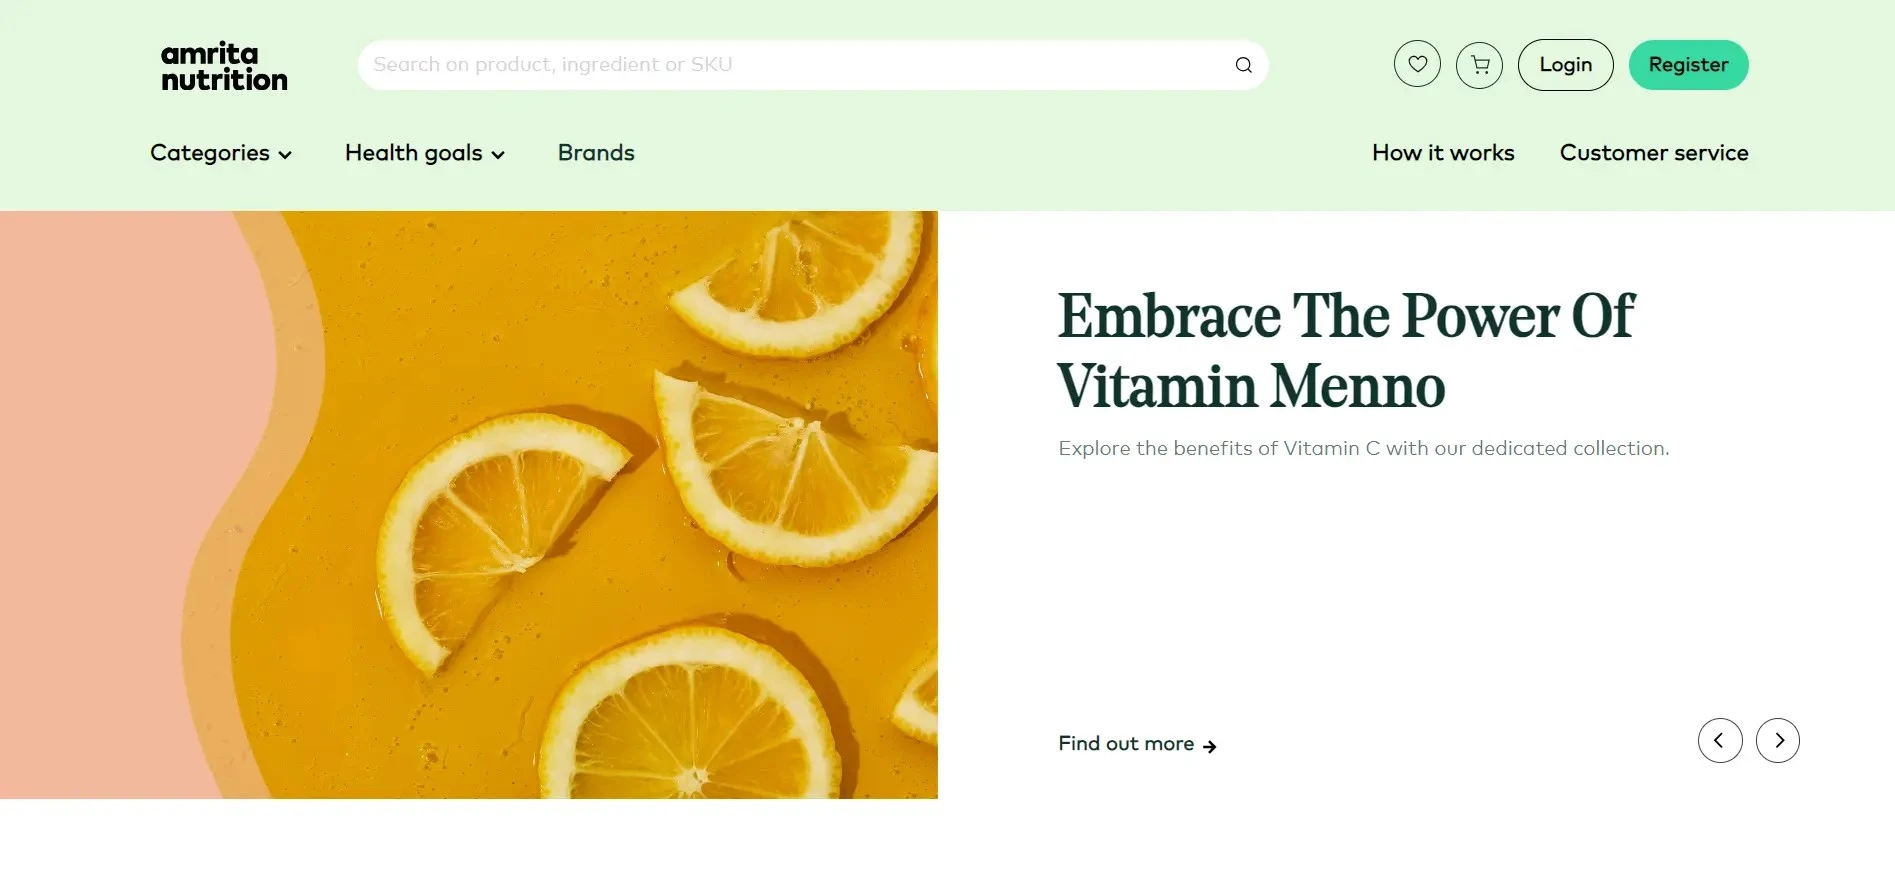 amrita
nutrition
Search on product, ingredient or SKU
Login
Register
Categories
Health goals
Brands
How it works
Customer service
Embrace The Power Of
Vitamin Menno
Explore the benefits of Vitamin C with our dedicated collection.
Find out more